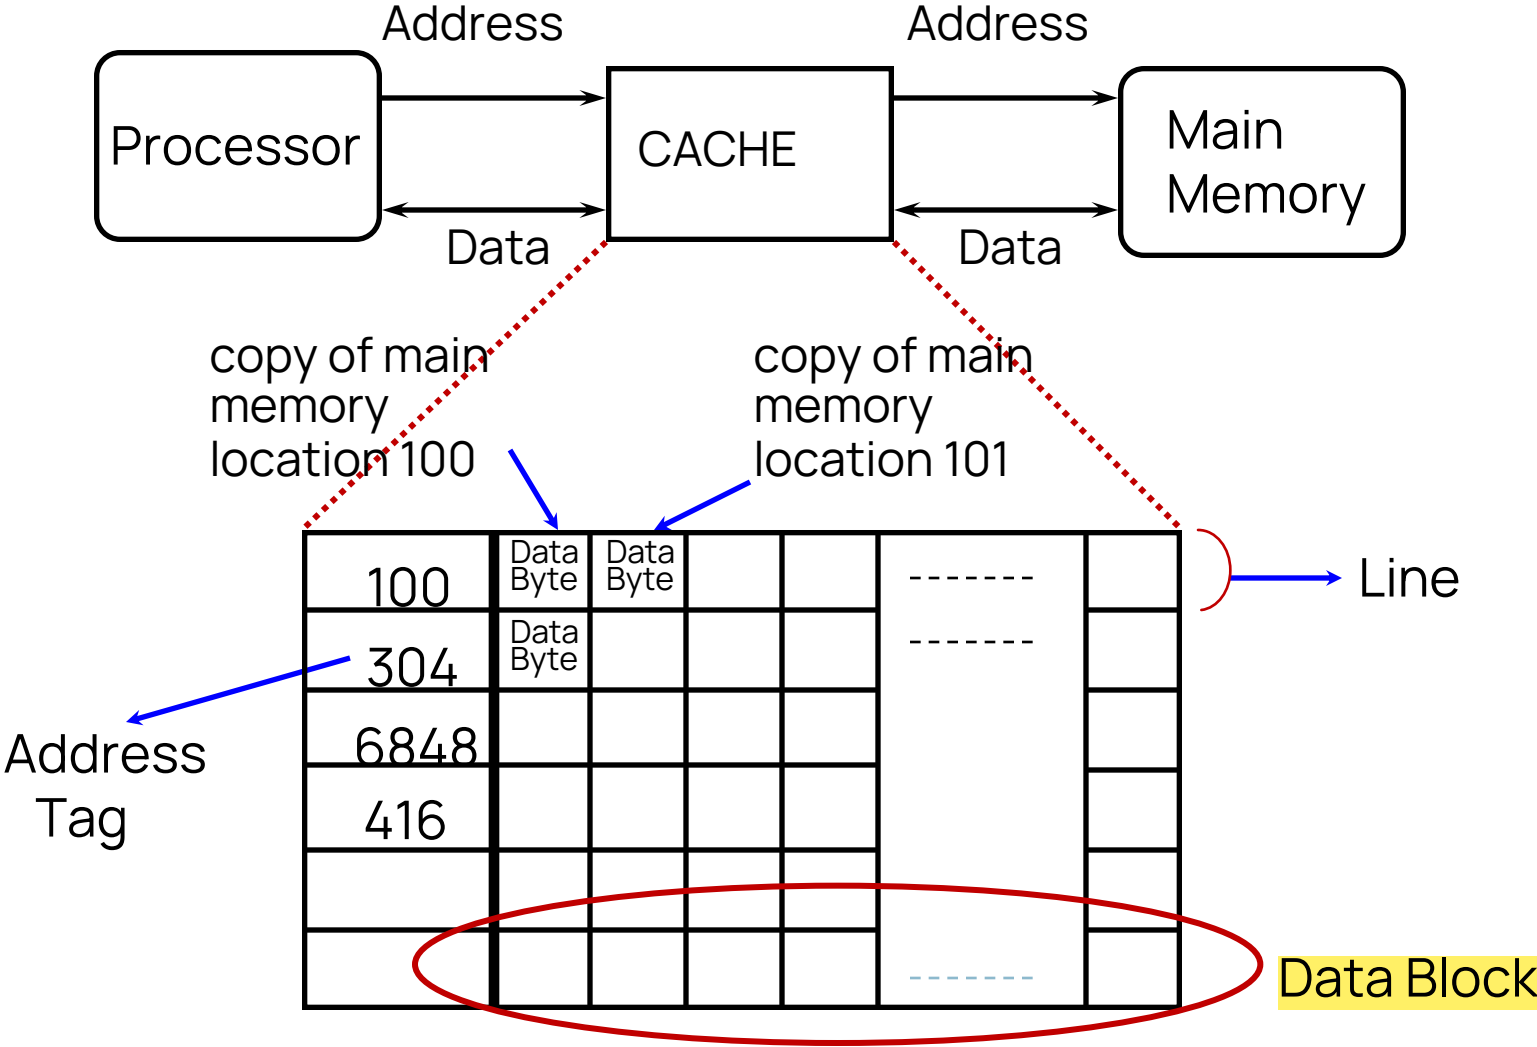 Address
Address
Processor
CACHE
Main
Memory
Data
Data
copy of main
memory
location 100
copy of main
memory
location 101
100
Data
Byte
Data
Byte
Line
304
Data
Byte
6848
416
Address
Tag
Data Block